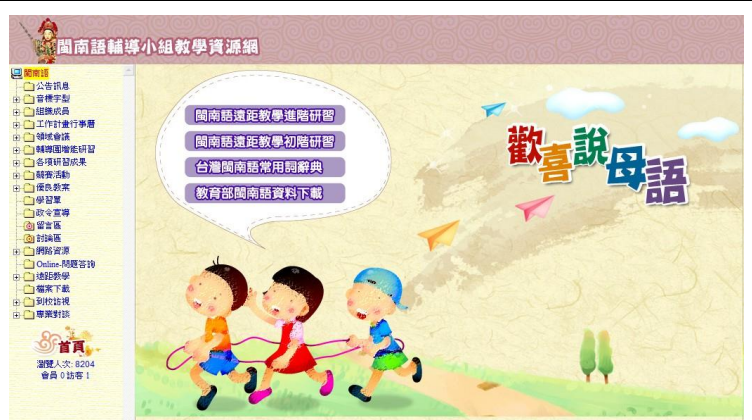 閩南語輔導小組教學資源網
閩南語
公告訊息
音標字型
組織成員
工作計畫行事曆
領域會議
輔導團增能研習
各項研習成果
競賽活動
優良教案
學習單
政令宣導
留言區
討論區
網路資源
Online-問題答詢
遠距教學
檔案下載
到校訪視
專業對談
首頁
瀏覽人次: 8204
會員 0 訪客 1
閩南語遠距教學進階研習
閩南語遠距教學初階研習
台灣閩南語常用詞辭典
教育部閩南語資料下載
歡喜說母語